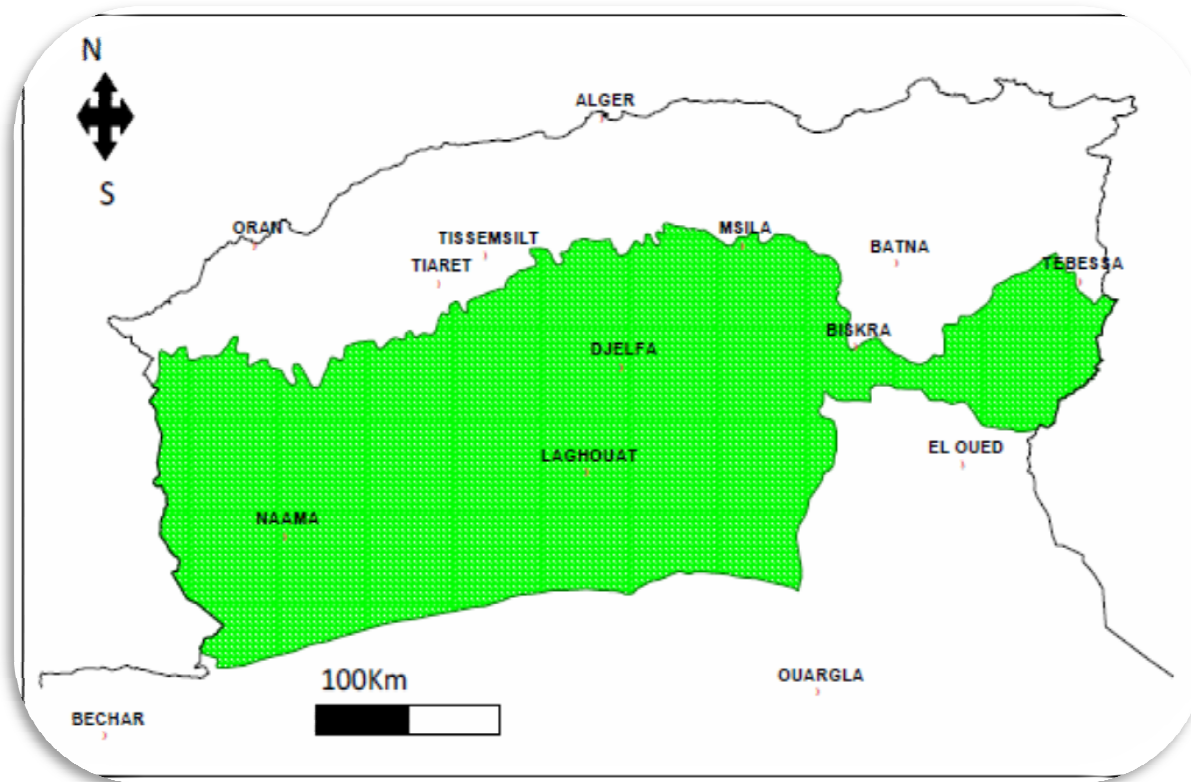 N
ALGER
S
ORAN
MSILA
TISSEMSILT
BATNA
TIARET
TEBESSA
BISKRA
DJELFA
EL OUED
LAGHOUAT
NAAMA
OUARGLA
100Km
BECHAR